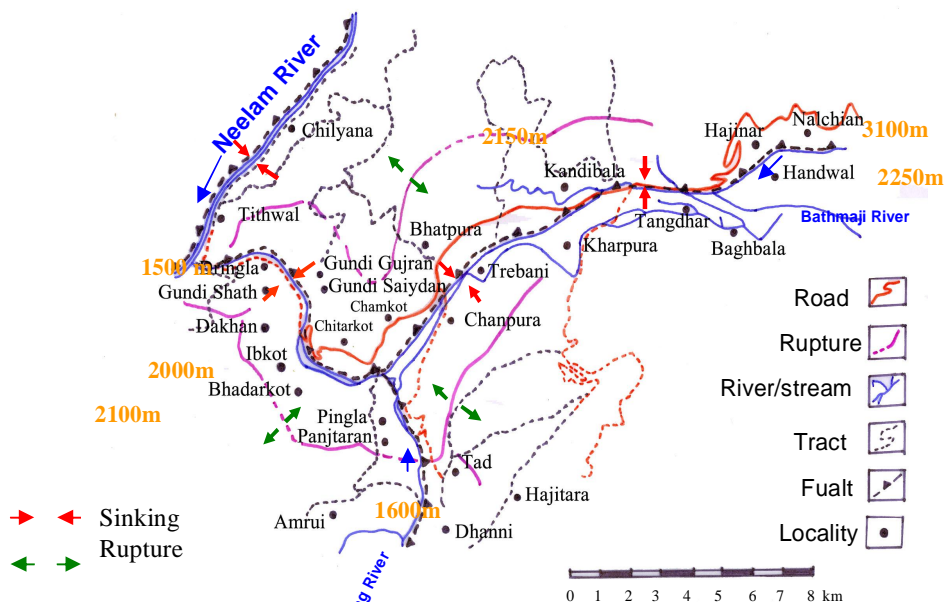 Neelam River
Chilyana
2150m
Hajinar
Nalchian
3100m
Kandibala
Handwal
2250m
Tithwal
Bathmaji River
Tangdhar
Baghbala
Bhatpura
Kharpura
1500 m
Gundi Gujran
Trebani
Gundi Shath
Gundi Saiydan
Chamkot
Chanpura
Dakhan
Chitarkot
Ibkot
2000m
Bhadarkot
2100m
Pingla
Panjtaran
Tad
Hajitara
1600m
Amrui
Dhanni
River
Road
Rupture
River/stream
Tract
Fualt
Locality
Sinking
Rupture
0 1 2 3 4 5 6 7 8 km